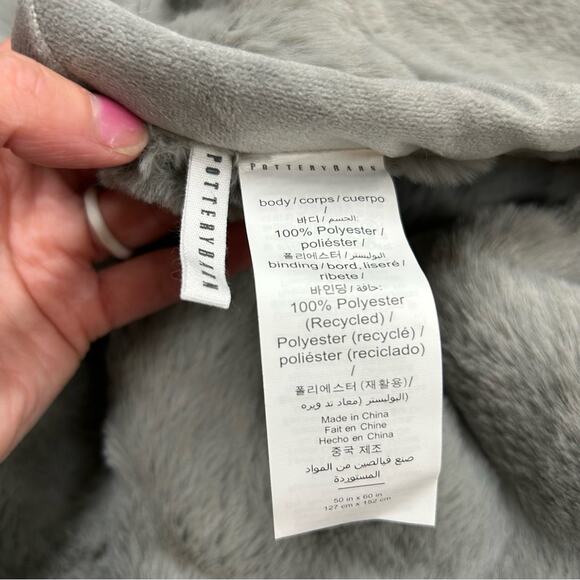 POTTERYBARN
POTTERYBARN
body / corps / cuerpo
/
바디 / الجسم:
100% Polyester /
poliéster /
폴리에스터 / البوليستر
binding / bord, liseré /
ribete /
바인딩 / حافة:
100% Polyester
(Recycled) /
Polyester (recyclé) /
poliéster (reciclado)
/
폴리에스터 (재활용) /
البوليستر (معاد تدويره)
Made in China
Fait en Chine
Hecho en China
중국 제조
صنع فيالصين من المواد
المستوردة
50 in x 60 in
127 cm x 152 cm